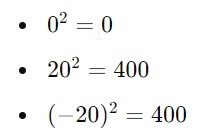 • 0² = 0
• 20² = 400
• (−20)² = 400